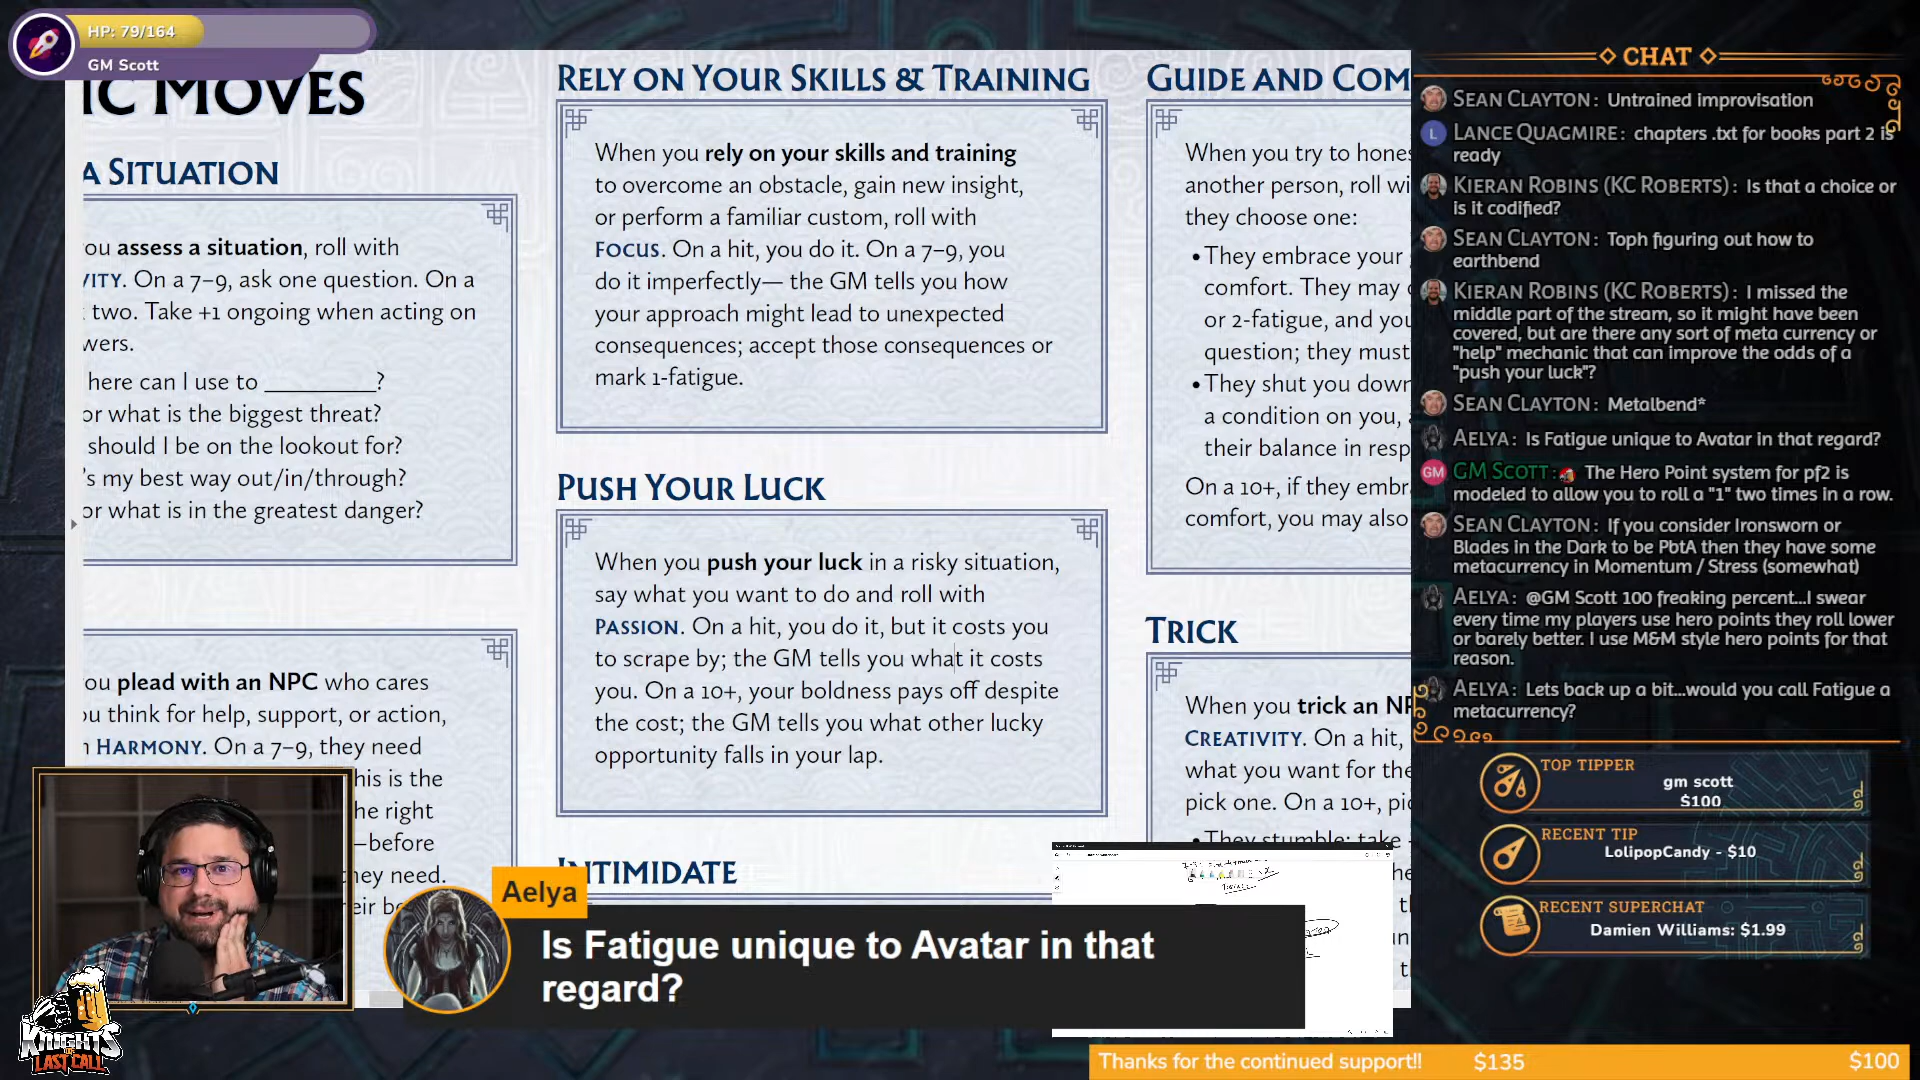 HP: 79/164
GM Scott
IC MOVES
A SITUATION
you assess a situation, roll with
VITY. On a 7–9, ask one question. On a
two. Take +1 ongoing when acting on
wers.
here can I use to __________?
or what is the biggest threat?
should I be on the lookout for?
's my best way out/in/through?
or what is in the greatest danger?
ou plead with an NPC who cares
ou think for help, support, or action,
HARMONY. On a 7–9, they need
his is the
he right
—before
hey need.
RELY ON YOUR SKILLS & TRAINING
When you rely on your skills and training
to overcome an obstacle, gain new insight,
or perform a familiar custom, roll with
FOCUS. On a hit, you do it. On a 7–9, you
do it imperfectly— the GM tells you how
your approach might lead to unexpected
consequences; accept those consequences or
mark 1-fatigue.
PUSH YOUR LUCK
When you push your luck in a risky situation,
say what you want to do and roll with
PASSION. On a hit, you do it, but it costs you
to scrape by; the GM tells you what it costs
you. On a 10+, your boldness pays off despite
the cost; the GM tells you what other lucky
opportunity falls in your lap.
INTIMIDATE
GUIDE AND COM
When you try to hones
another person, roll wi
they choose one:
• They embrace your
comfort. They may
or 2-fatigue, and you
question; they must
• They shut you down
a condition on you,
their balance in resp
On a 10+, if they embr
comfort, you may also
TRICK
When you trick an NP
CREATIVITY. On a hit,
what you want for the
pick one. On a 10+, pic
• They stumble; take
CHAT
SEAN CLAYTON: Untrained improvisation
LANCE QUAGMIRE: chapters .txt for books part 2 is
ready
KIERAN ROBINS (KC ROBERTS): Is that a choice or
is it codified?
SEAN CLAYTON: Toph figuring out how to
earthbend
KIERAN ROBINS (KC ROBERTS): I missed the
middle part of the stream, so it might have been
covered, but are there any sort of meta currency or
"help" mechanic that can improve the odds of a
"push your luck"?
SEAN CLAYTON: Metalbend*
AELYA: Is Fatigue unique to Avatar in that regard?
GM SCOTT: The Hero Point system for pf2 is
modeled to allow you to roll a "1" two times in a row.
SEAN CLAYTON: If you consider Ironsworn or
Blades in the Dark to be PbtA then they have some
metacurrency in Momentum / Stress (somewhat)
AELYA: @GM Scott 100 freaking percent...I swear
every time my players use hero points they roll lower
or barely better. I use M&M style hero points for that
reason.
AELYA: Lets back up a bit...would you call Fatigue a
metacurrency?
TOP TIPPER
gm scott
$100
RECENT TIP
LolipopCandy - $10
RECENT SUPERCHAT
Damien Williams: $1.99
Aelya
Is Fatigue unique to Avatar in that
regard?
KNIGHTS
OF
LAST CALL
Thanks for the continued support!! $135 $100